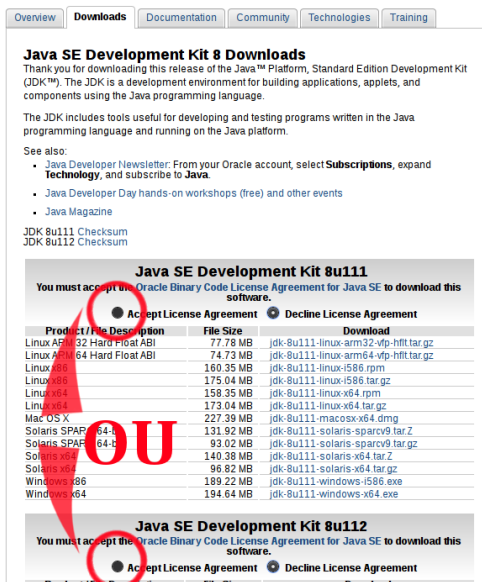 Overview Downloads Documentation Community Technologies Training
Java SE Development Kit 8 Downloads
Thank you for downloading this release of the Java™ Platform, Standard Edition Development Kit
(JDK™). The JDK is a development environment for building applications, applets, and
components using the Java programming language.
The JDK includes tools useful for developing and testing programs written in the Java
programming language and running on the Java platform.
See also:
Java Developer Newsletter: From your Oracle account, select Subscriptions, expand
Technology, and subscribe to Java.
Java Developer Day hands-on workshops (free) and other events
Java Magazine
JDK 8u111 Checksum
JDK 8u112 Checksum
Java SE Development Kit 8u111
You must accept the Oracle Binary Code License Agreement for Java SE to download this
software.
Accept License Agreement Decline License Agreement
Product / File Description File Size Download
Linux ARM 32 Hard Float ABI 77.78 MB jdk-8u111-linux-arm32-vfp-hflt.tar.gz
Linux ARM 64 Hard Float ABI 74.73 MB jdk-8u111-linux-arm64-vfp-hflt.tar.gz
Linux x86 160.35 MB jdk-8u111-linux-i586.rpm
Linux x86 175.04 MB jdk-8u111-linux-i586.tar.gz
Linux x64 158.35 MB jdk-8u111-linux-x64.rpm
Linux x64 173.04 MB jdk-8u111-linux-x64.tar.gz
Mac OS X 227.39 MB jdk-8u111-macosx-x64.dmg
Solaris SPARC 64-b 131.92 MB jdk-8u111-solaris-sparcv9.tar.Z
Solaris SPARC 64-b 93.02 MB jdk-8u111-solaris-sparcv9.tar.gz
Solaris x64 140.38 MB jdk-8u111-solaris-x64.tar.Z
Solaris x64 96.82 MB jdk-8u111-solaris-x64.tar.gz
Windows x86 189.22 MB jdk-8u111-windows-i586.exe
Windows x64 194.64 MB jdk-8u111-windows-x64.exe
OU
Java SE Development Kit 8u112
You must accept the Oracle Binary Code License Agreement for Java SE to download this
software.
Accept License Agreement Decline License Agreement